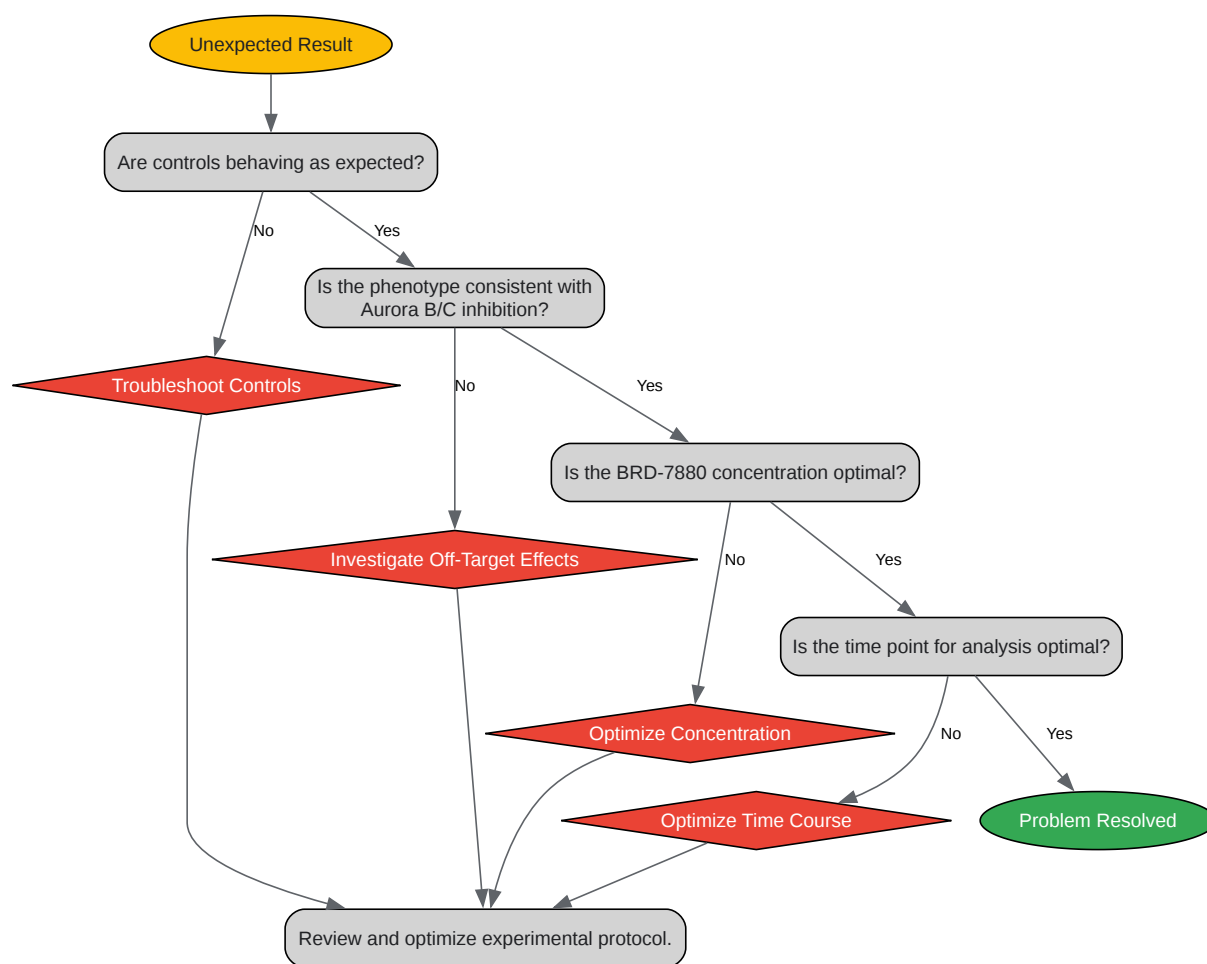 Unexpected Result
Are controls behaving as expected?
No
Yes
Is the phenotype consistent with
Aurora B/C inhibition?
Troubleshoot Controls
No
Yes
Is the BRD-7880 concentration optimal?
Investigate Off-Target Effects
No
Yes
Is the time point for analysis optimal?
Optimize Concentration
No
Yes
Optimize Time Course
Problem Resolved
Review and optimize experimental protocol.